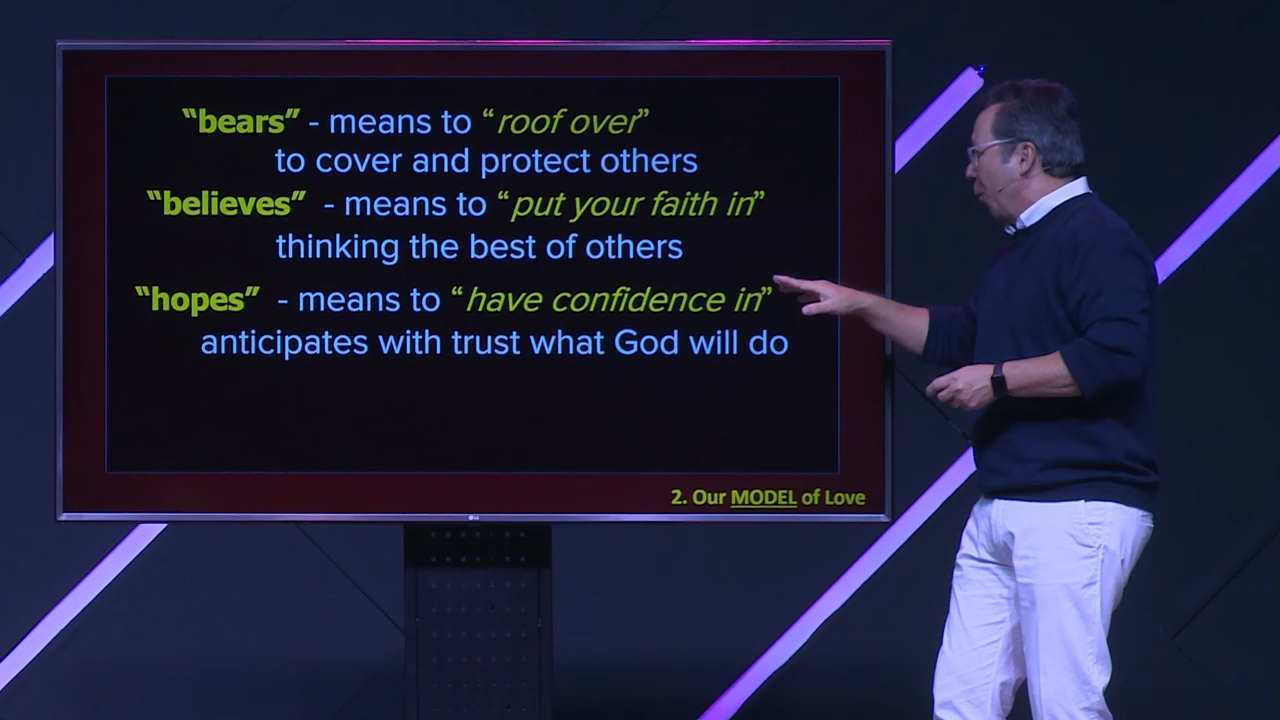 “bears” - means to “roof over”
to cover and protect others
“believes” - means to “put your faith in”
thinking the best of others
“hopes” - means to “have confidence in”
anticipates with trust what God will do
2. Our MODEL of Love
LG